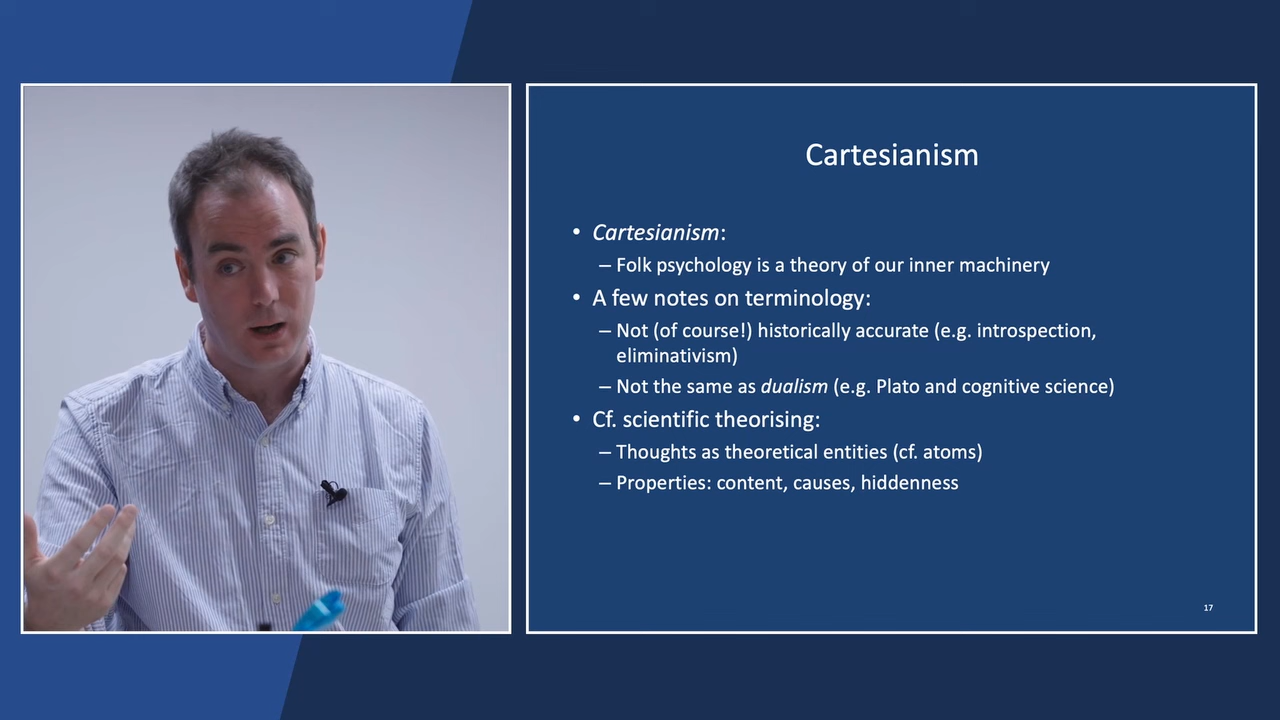 Cartesianism
• Cartesianism:
– Folk psychology is a theory of our inner machinery
• A few notes on terminology:
– Not (of course!) historically accurate (e.g. introspection,
eliminativism)
– Not the same as dualism (e.g. Plato and cognitive science)
• Cf. scientific theorising:
– Thoughts as theoretical entities (cf. atoms)
– Properties: content, causes, hiddenness
17